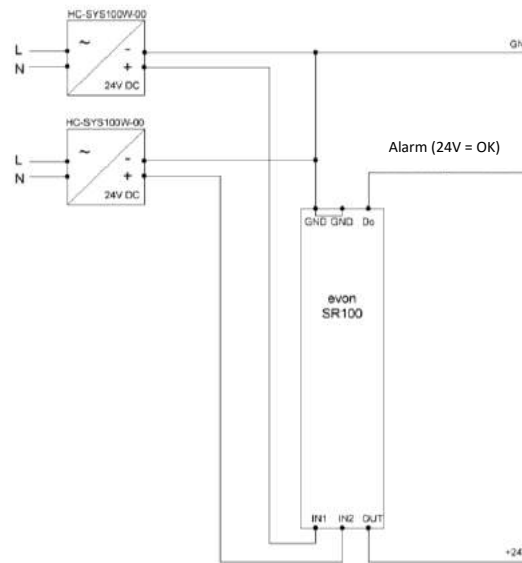 HC-SYS100W-00
L
N
~
-
+
24V DC
GN
HC-SYS100W-00
L
N
~
-
+
24V DC
Alarm (24V = OK)
GND GND Do
evon
SR100
IN1 IN2 OUT
+24